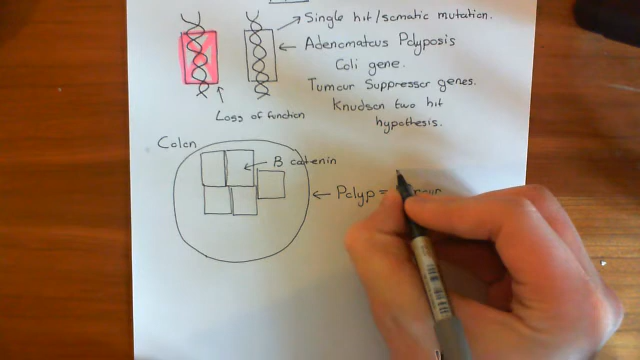 Single hit/somatic mutation.
Adenomatous Polyposis
Coli gene.
Tumour Suppressor genes.
Loss of function
Knudson two hit
hypothesis.
Colon
B catenin
Polyp =